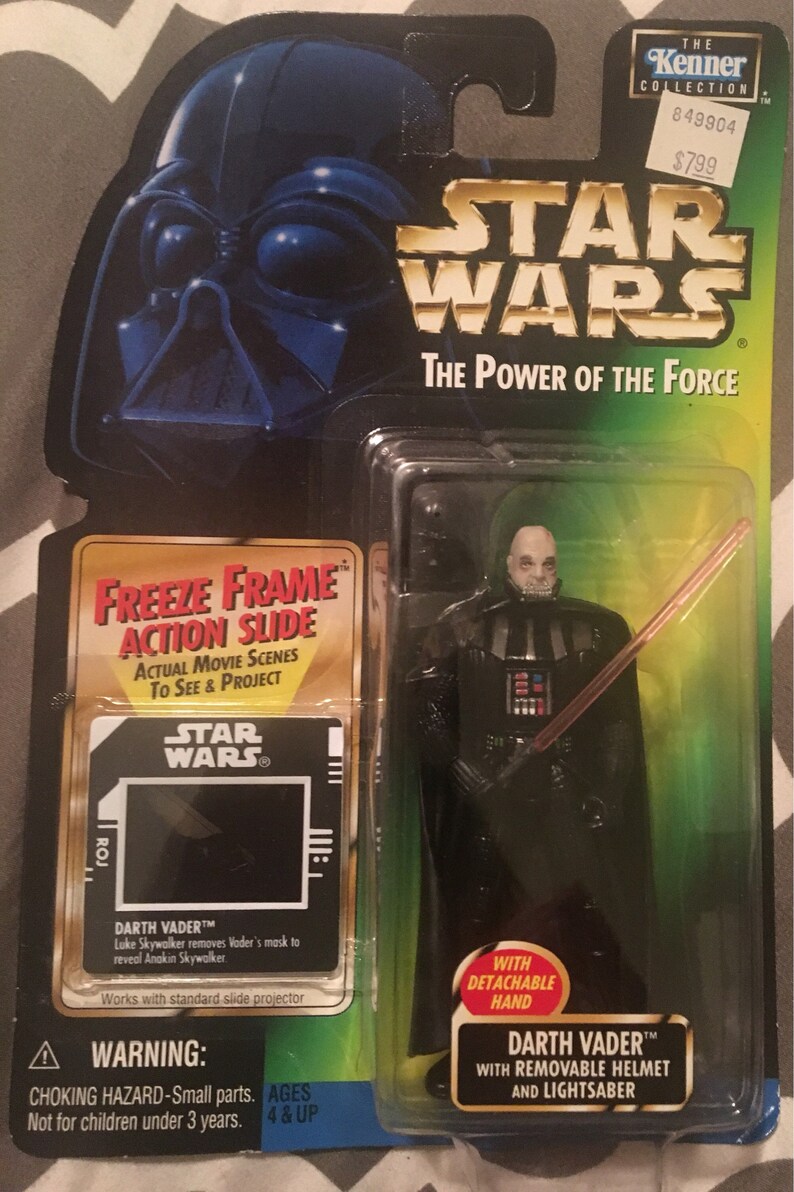 THE
Kenner
COLLECTION™
849904
$7.99
STAR
WARS®
THE POWER OF THE FORCE
FREEZE FRAME™
ACTION SLIDE
ACTUAL MOVIE SCENES
TO SEE & PROJECT
STAR
WARS®
ROJ
DARTH VADER™
Luke Skywalker removes Vader's mask to
reveal Anakin Skywalker.
Works with standard slide projector
WITH
DETACHABLE
HAND
DARTH VADER™
WITH REMOVABLE HELMET
AND LIGHTSABER
WARNING:
CHOKING HAZARD-Small parts.
Not for children under 3 years.
AGES
4 & UP